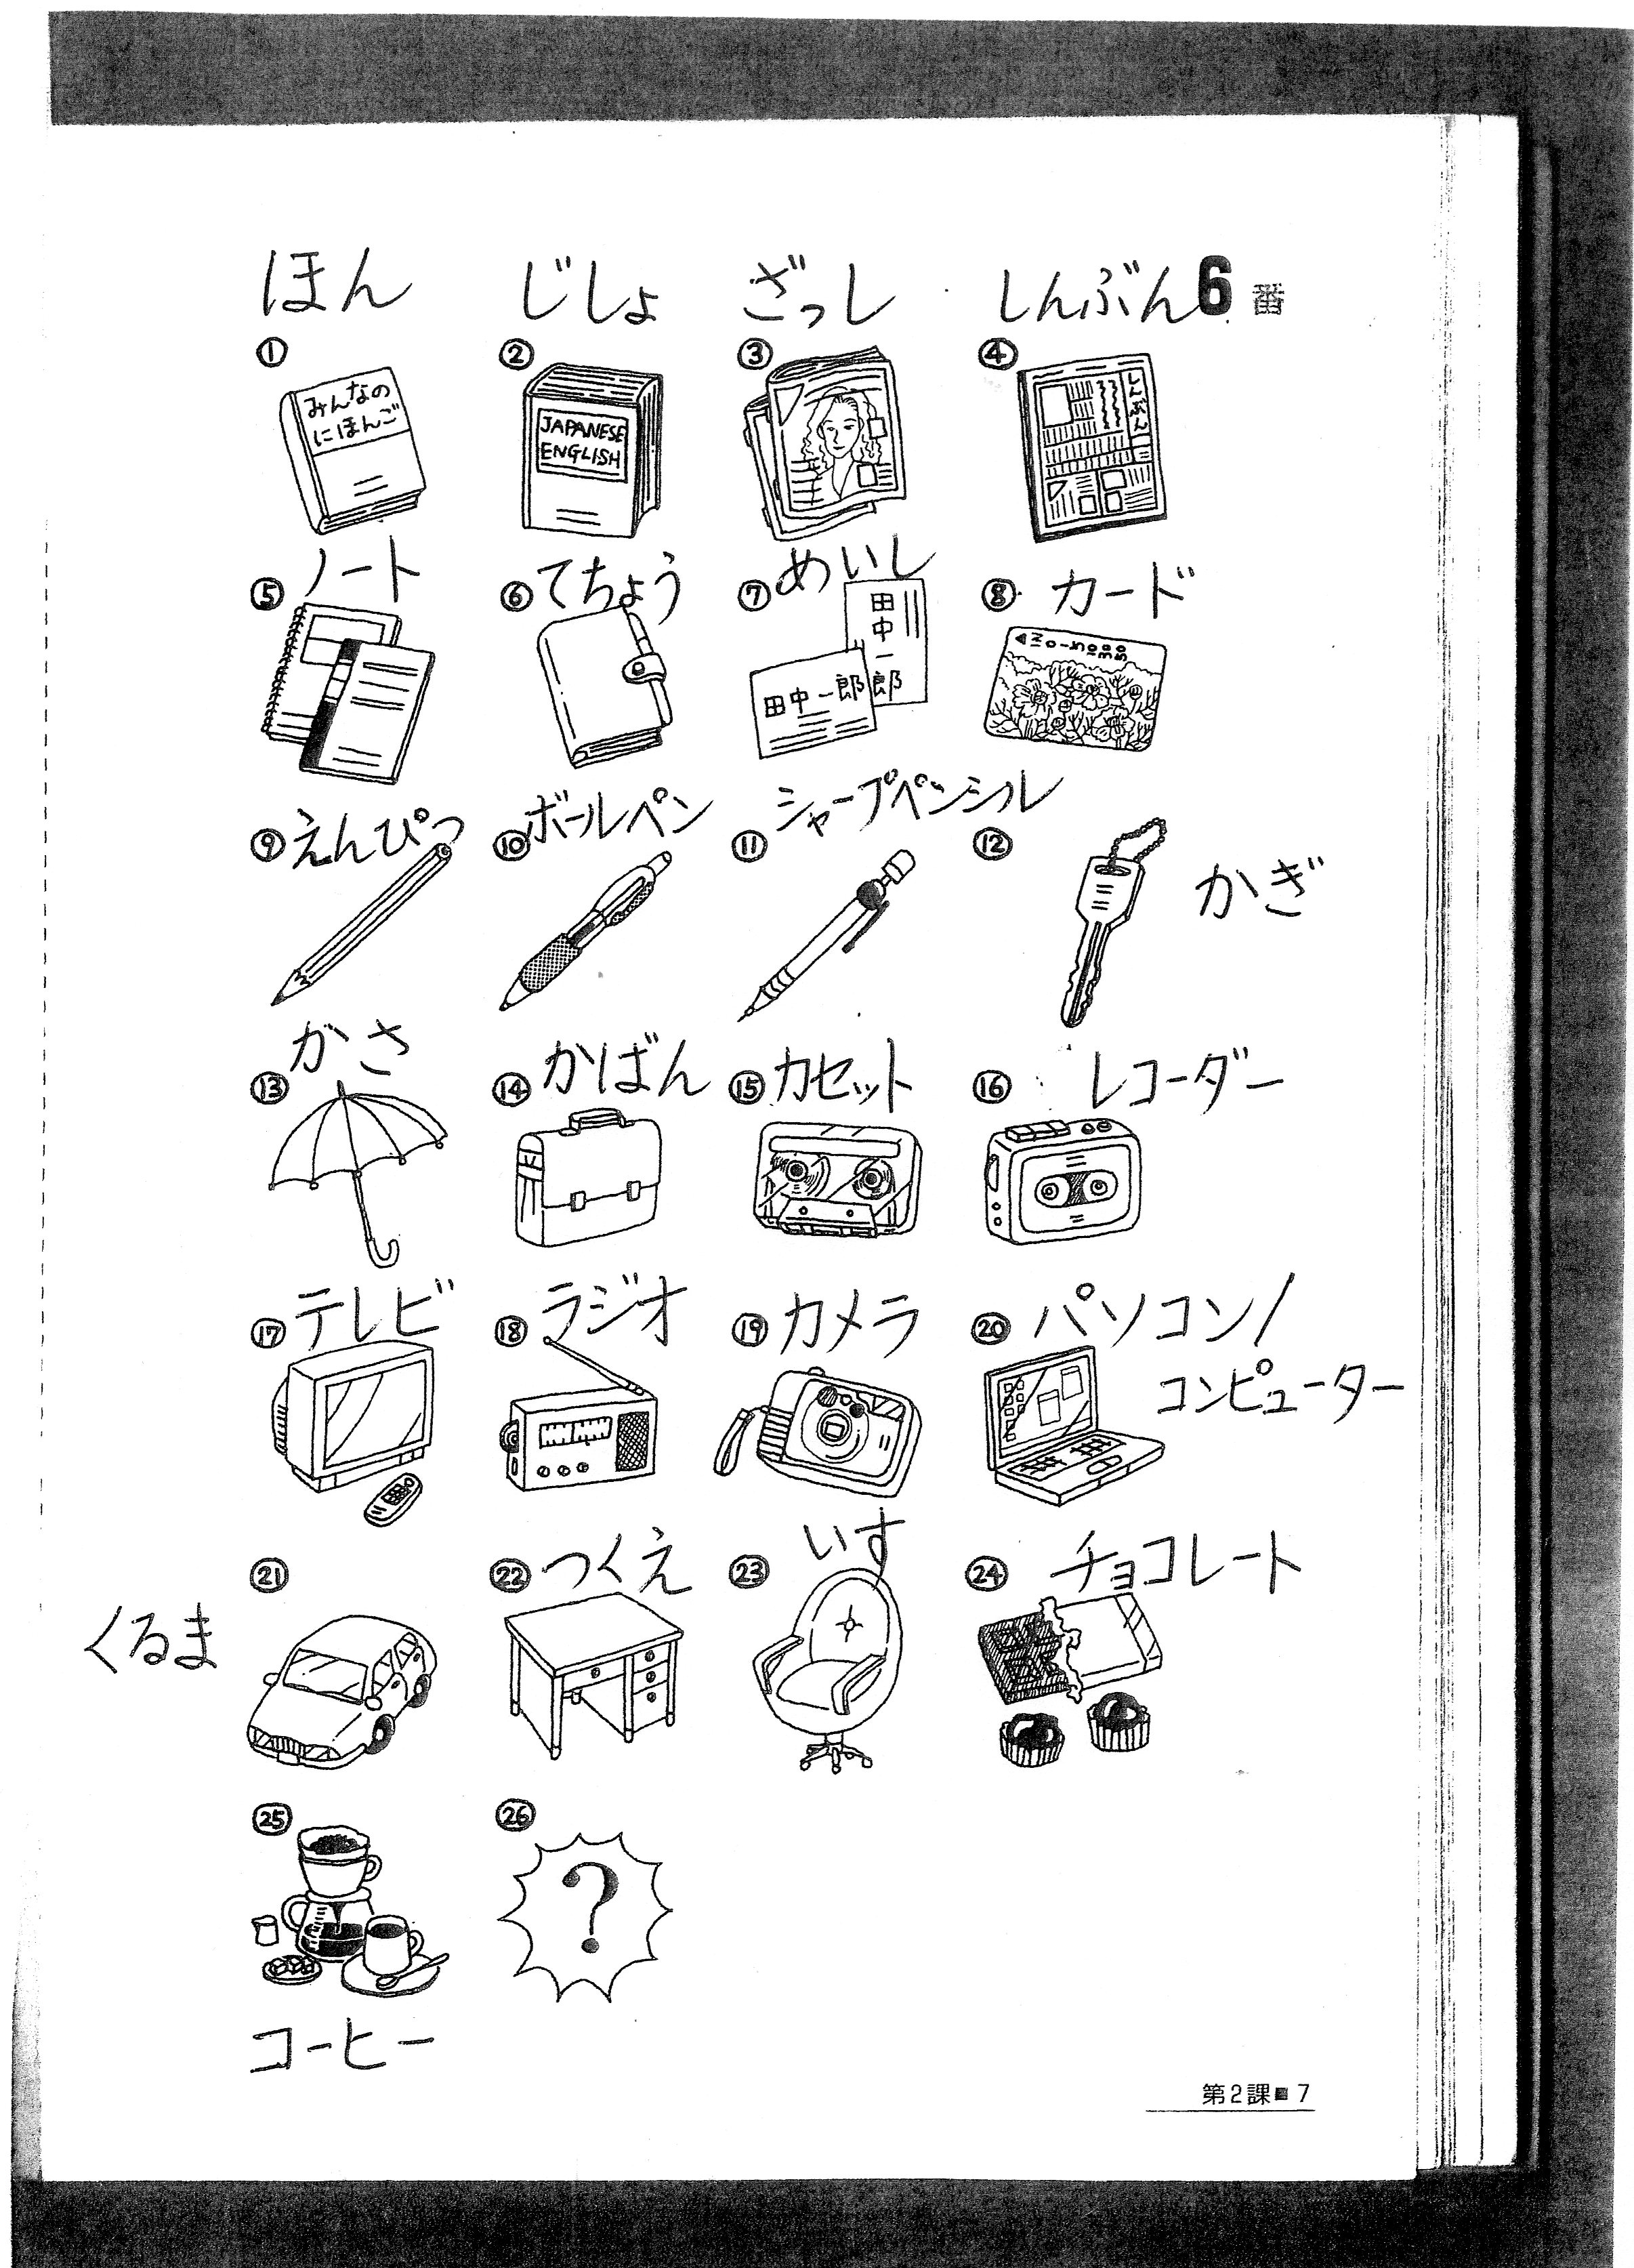 ほん じじょ ざっし しんぶん 6 番
① ② ③ ④
みんなの
にほんご
JAPANESE
ENGLISH
しんぶん
ノート てちょう めいし カード
⑤ ⑥ ⑦ ⑧
田中一郎
田中一郎
えんぴつ ボールペン シャープペンシル
⑨ ⑩ ⑪ ⑫
かぎ
かさ かばん カセット レコーダー
⑬ ⑭ ⑮ ⑯
テレビ ラジオ カメラ パソコン/
⑰ ⑱ ⑲ ⑳
コンピューター
つくえ いす チョコレート
㉑ ㉒ ㉓ ㉔
くるま
㉕ ㉖
?
コーヒー
第2課■7